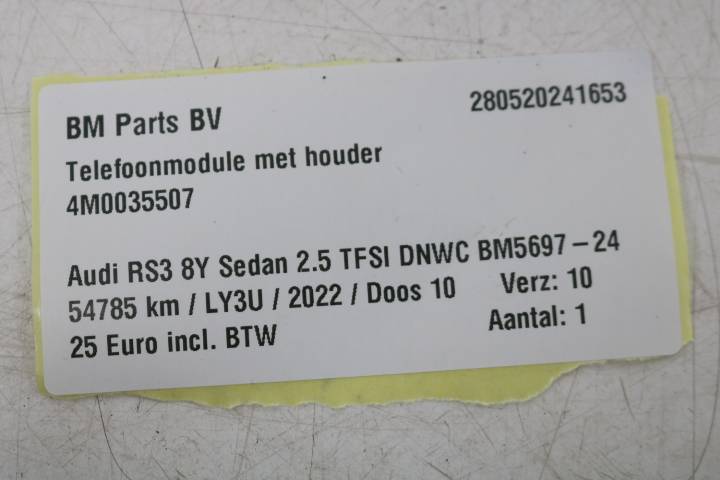 BM Parts BV 280520241653
Telefoonmodule met houder
4M0035507
Audi RS3 8Y Sedan 2.5 TFSI DNWC BM5697-24
54785 km / LY3U / 2022 / Doos 10 Verz: 10
25 Euro incl. BTW Aantal: 1